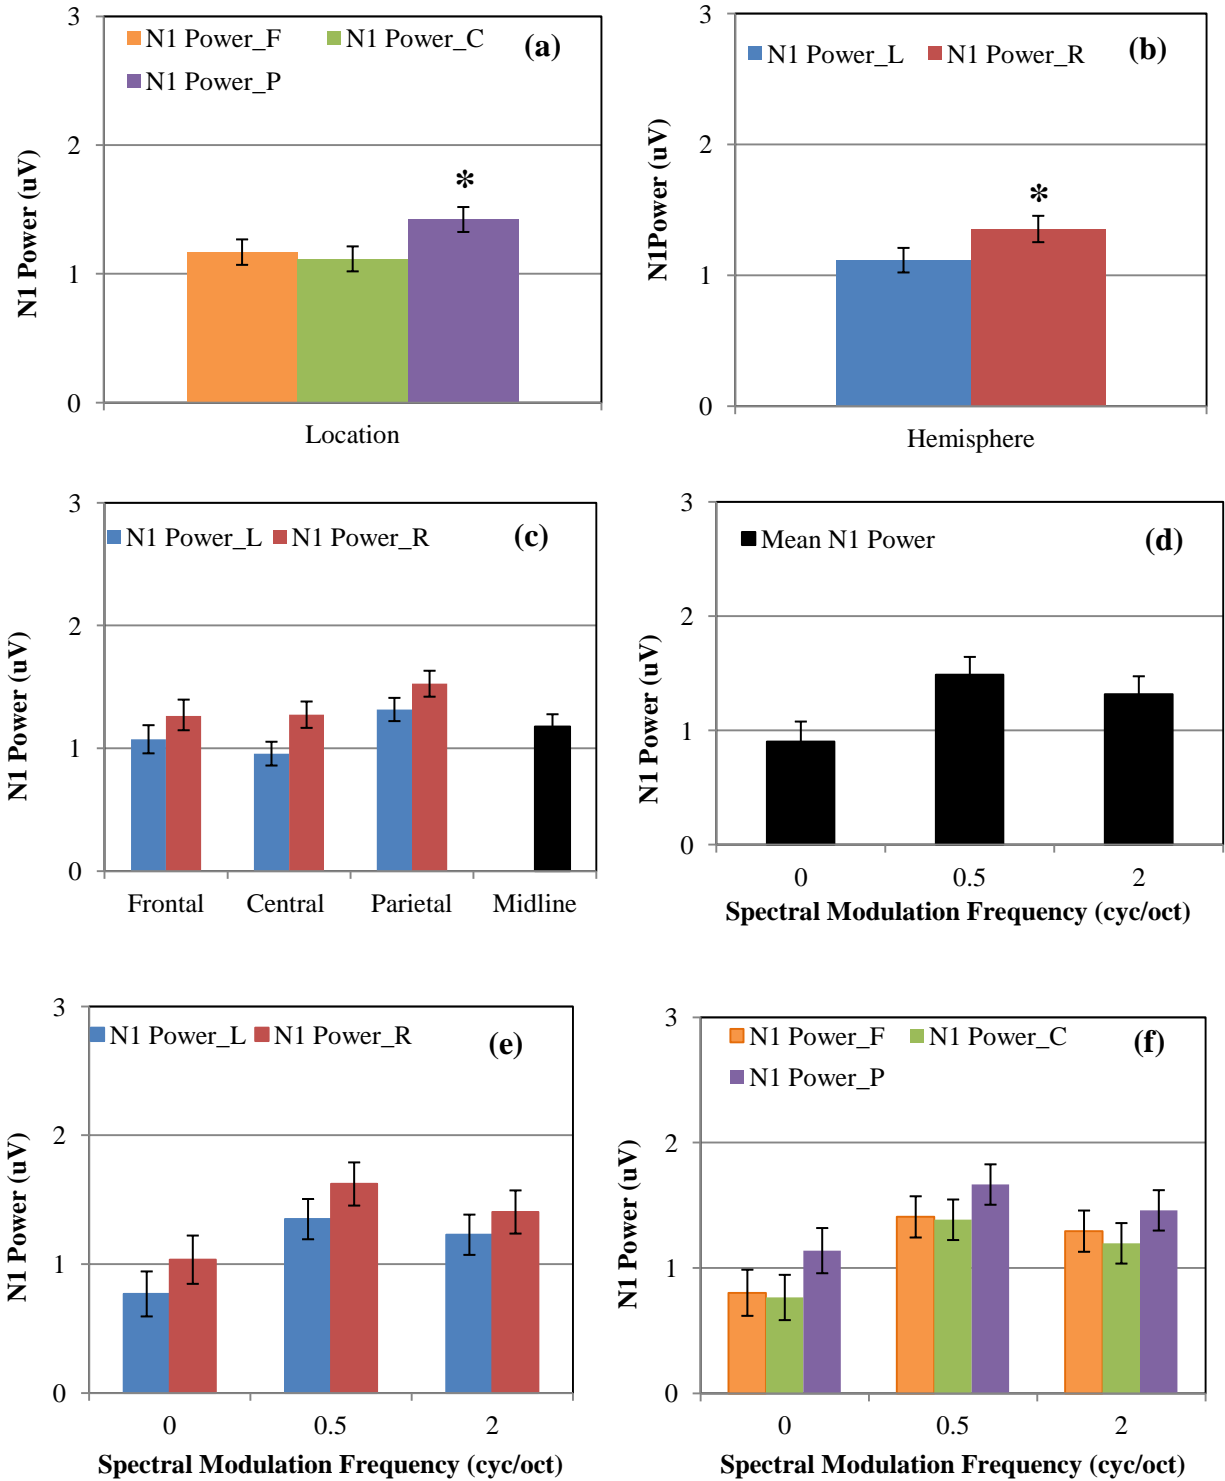 N1 Power_F N1 Power_C (a)
N1 Power_P
3
2
1
0
N1 Power (uV)
*
Location
N1 Power_L N1 Power_R (b)
3
2
1
0
N1Power (uV)
*
Hemisphere
N1 Power_L N1 Power_R (c)
3
2
1
0
N1 Power (uV)
Frontal Central Parietal Midline
Mean N1 Power (d)
3
2
1
0
N1 Power (uV)
0 0.5 2
Spectral Modulation Frequency (cyc/oct)
N1 Power_L N1 Power_R (e)
3
2
1
0
N1 Power (uV)
0 0.5 2
Spectral Modulation Frequency (cyc/oct)
N1 Power_F N1 Power_C (f)
N1 Power_P
3
2
1
0
N1 Power (uV)
0 0.5 2
Spectral Modulation Frequency (cyc/oct)